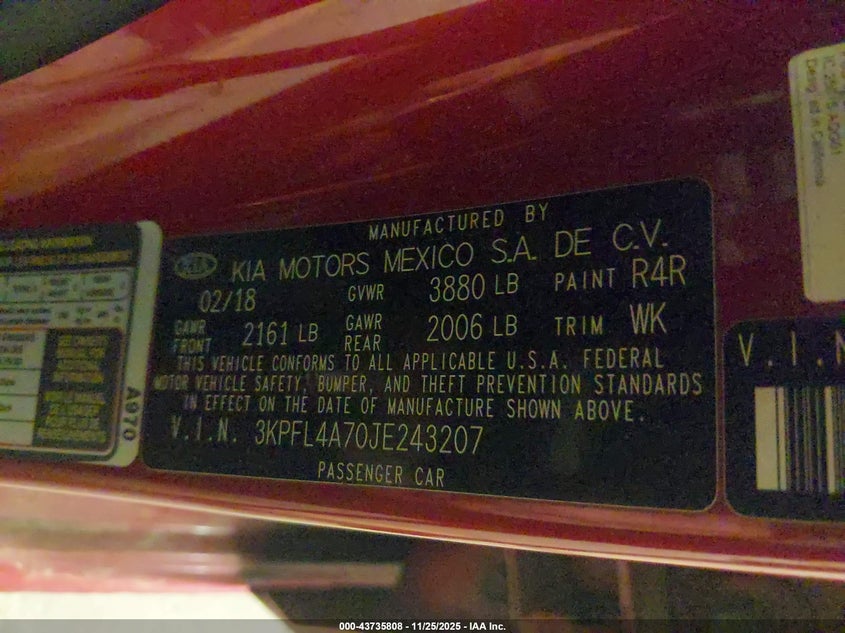 MANUFACTURED BY
KIA KIA MOTORS MEXICO S.A. DE C.V.
02/18 GVWR 3880 LB PAINT R4R
GAWR FRONT 2161 LB GAWR REAR 2006 LB TRIM WK
THIS VEHICLE CONFORMS TO ALL APPLICABLE U.S.A. FEDERAL
MOTOR VEHICLE SAFETY, BUMPER, AND THEFT PREVENTION STANDARDS
IN EFFECT ON THE DATE OF MANUFACTURE SHOWN ABOVE.
V.I.N. 3KPFL4A70JE243207
PASSENGER CAR
A970
V.I.N
in California
000-43735808 - 11/25/2025 - IAA Inc.